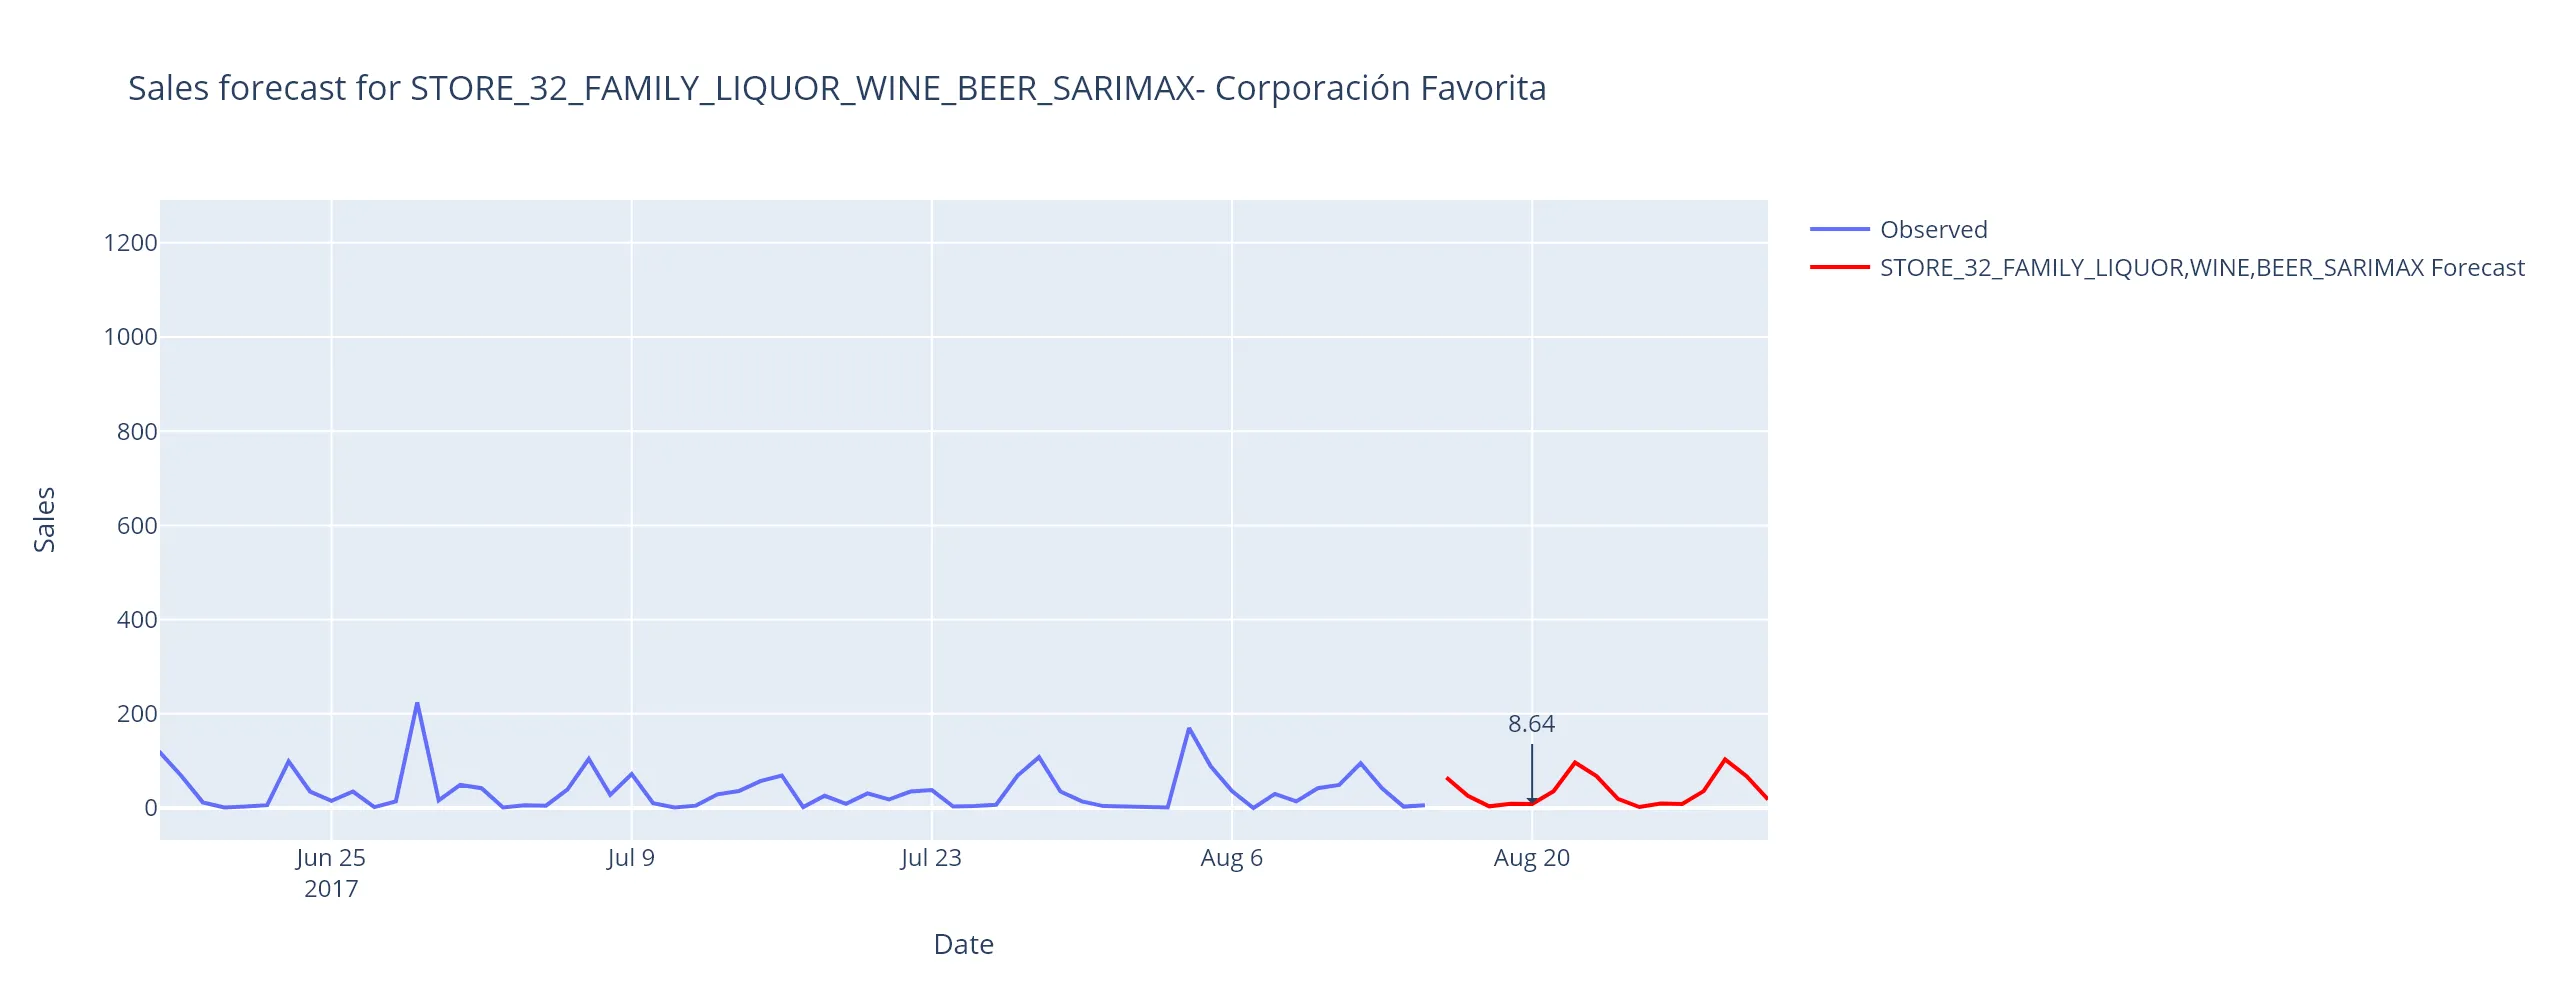 Sales forecast for STORE_32_FAMILY_LIQUOR_WINE_BEER_SARIMAX- Corporación Favorita
Observed
STORE_32_FAMILY_LIQUOR,WINE,BEER_SARIMAX Forecast
1200
1000
800
600
400
200
0
Sales
8.64
Jun 25
2017
Jul 9
Jul 23
Aug 6
Aug 20
Date